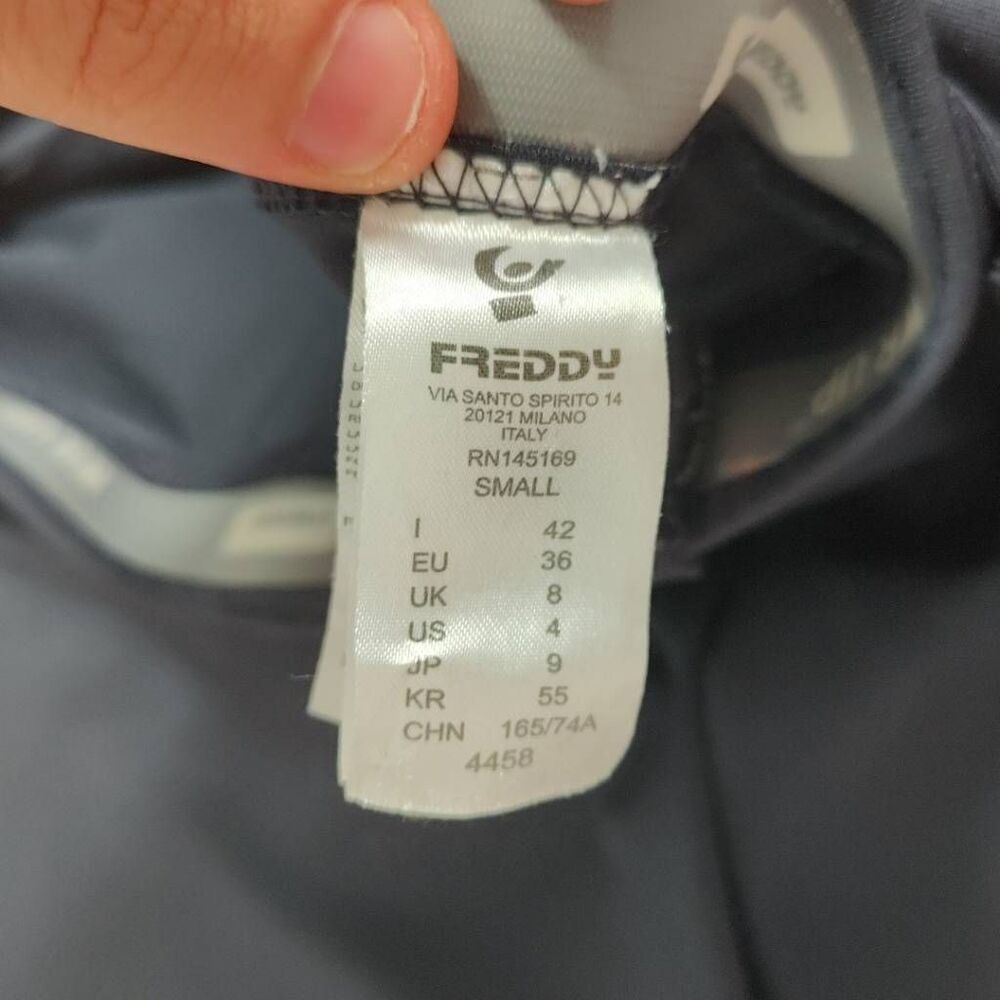 FREDDY
VIA SANTO SPIRITO 14
20121 MILANO
ITALY
RN145169
SMALL
I 42
EU 36
UK 8
US 4
JP 9
KR 55
CHN 165/74A
4458